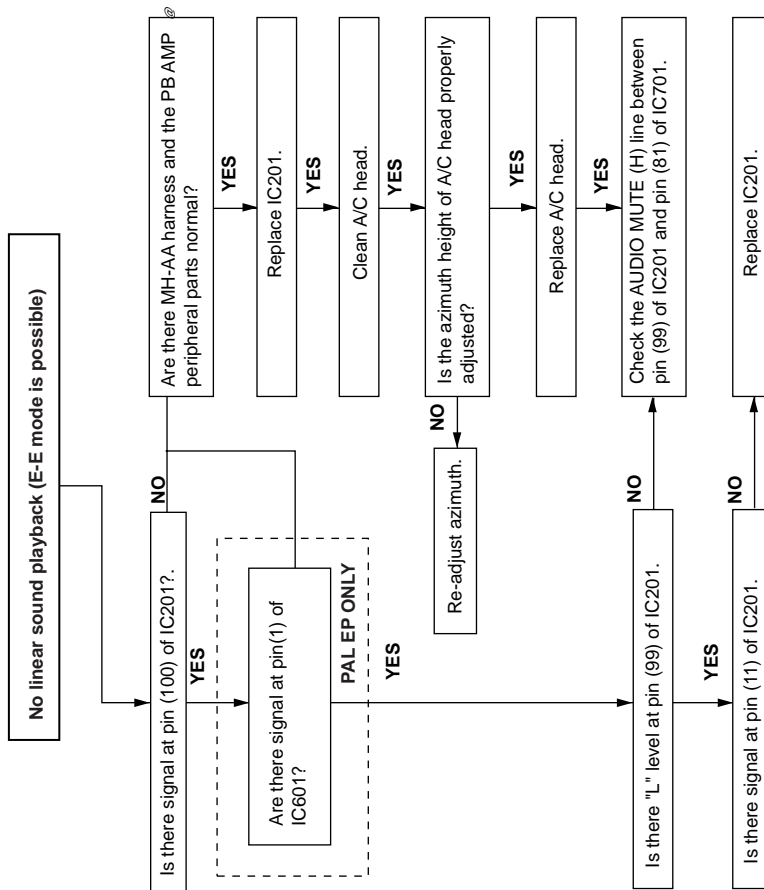 No linear sound playback (E-E mode is possible)
Is there signal at pin (100) of IC201?.
NO
YES
Are there signal at pin(1) of
IC601?
PAL EP ONLY
YES
Is there "L" level at pin (99) of IC201.
NO
YES
Is there signal at pin (11) of IC201.
NO
Are there MH-AA harness and the PB AMP
peripheral parts normal?
@
YES
Replace IC201.
YES
Clean A/C head.
YES
Is the azimuth height of A/C head properly
adjusted?
NO
Re-adjust azimuth.
YES
Replace A/C head.
YES
Check the AUDIO MUTE (H) line between
pin (99) of IC201 and pin (81) of IC701.
Replace IC201.